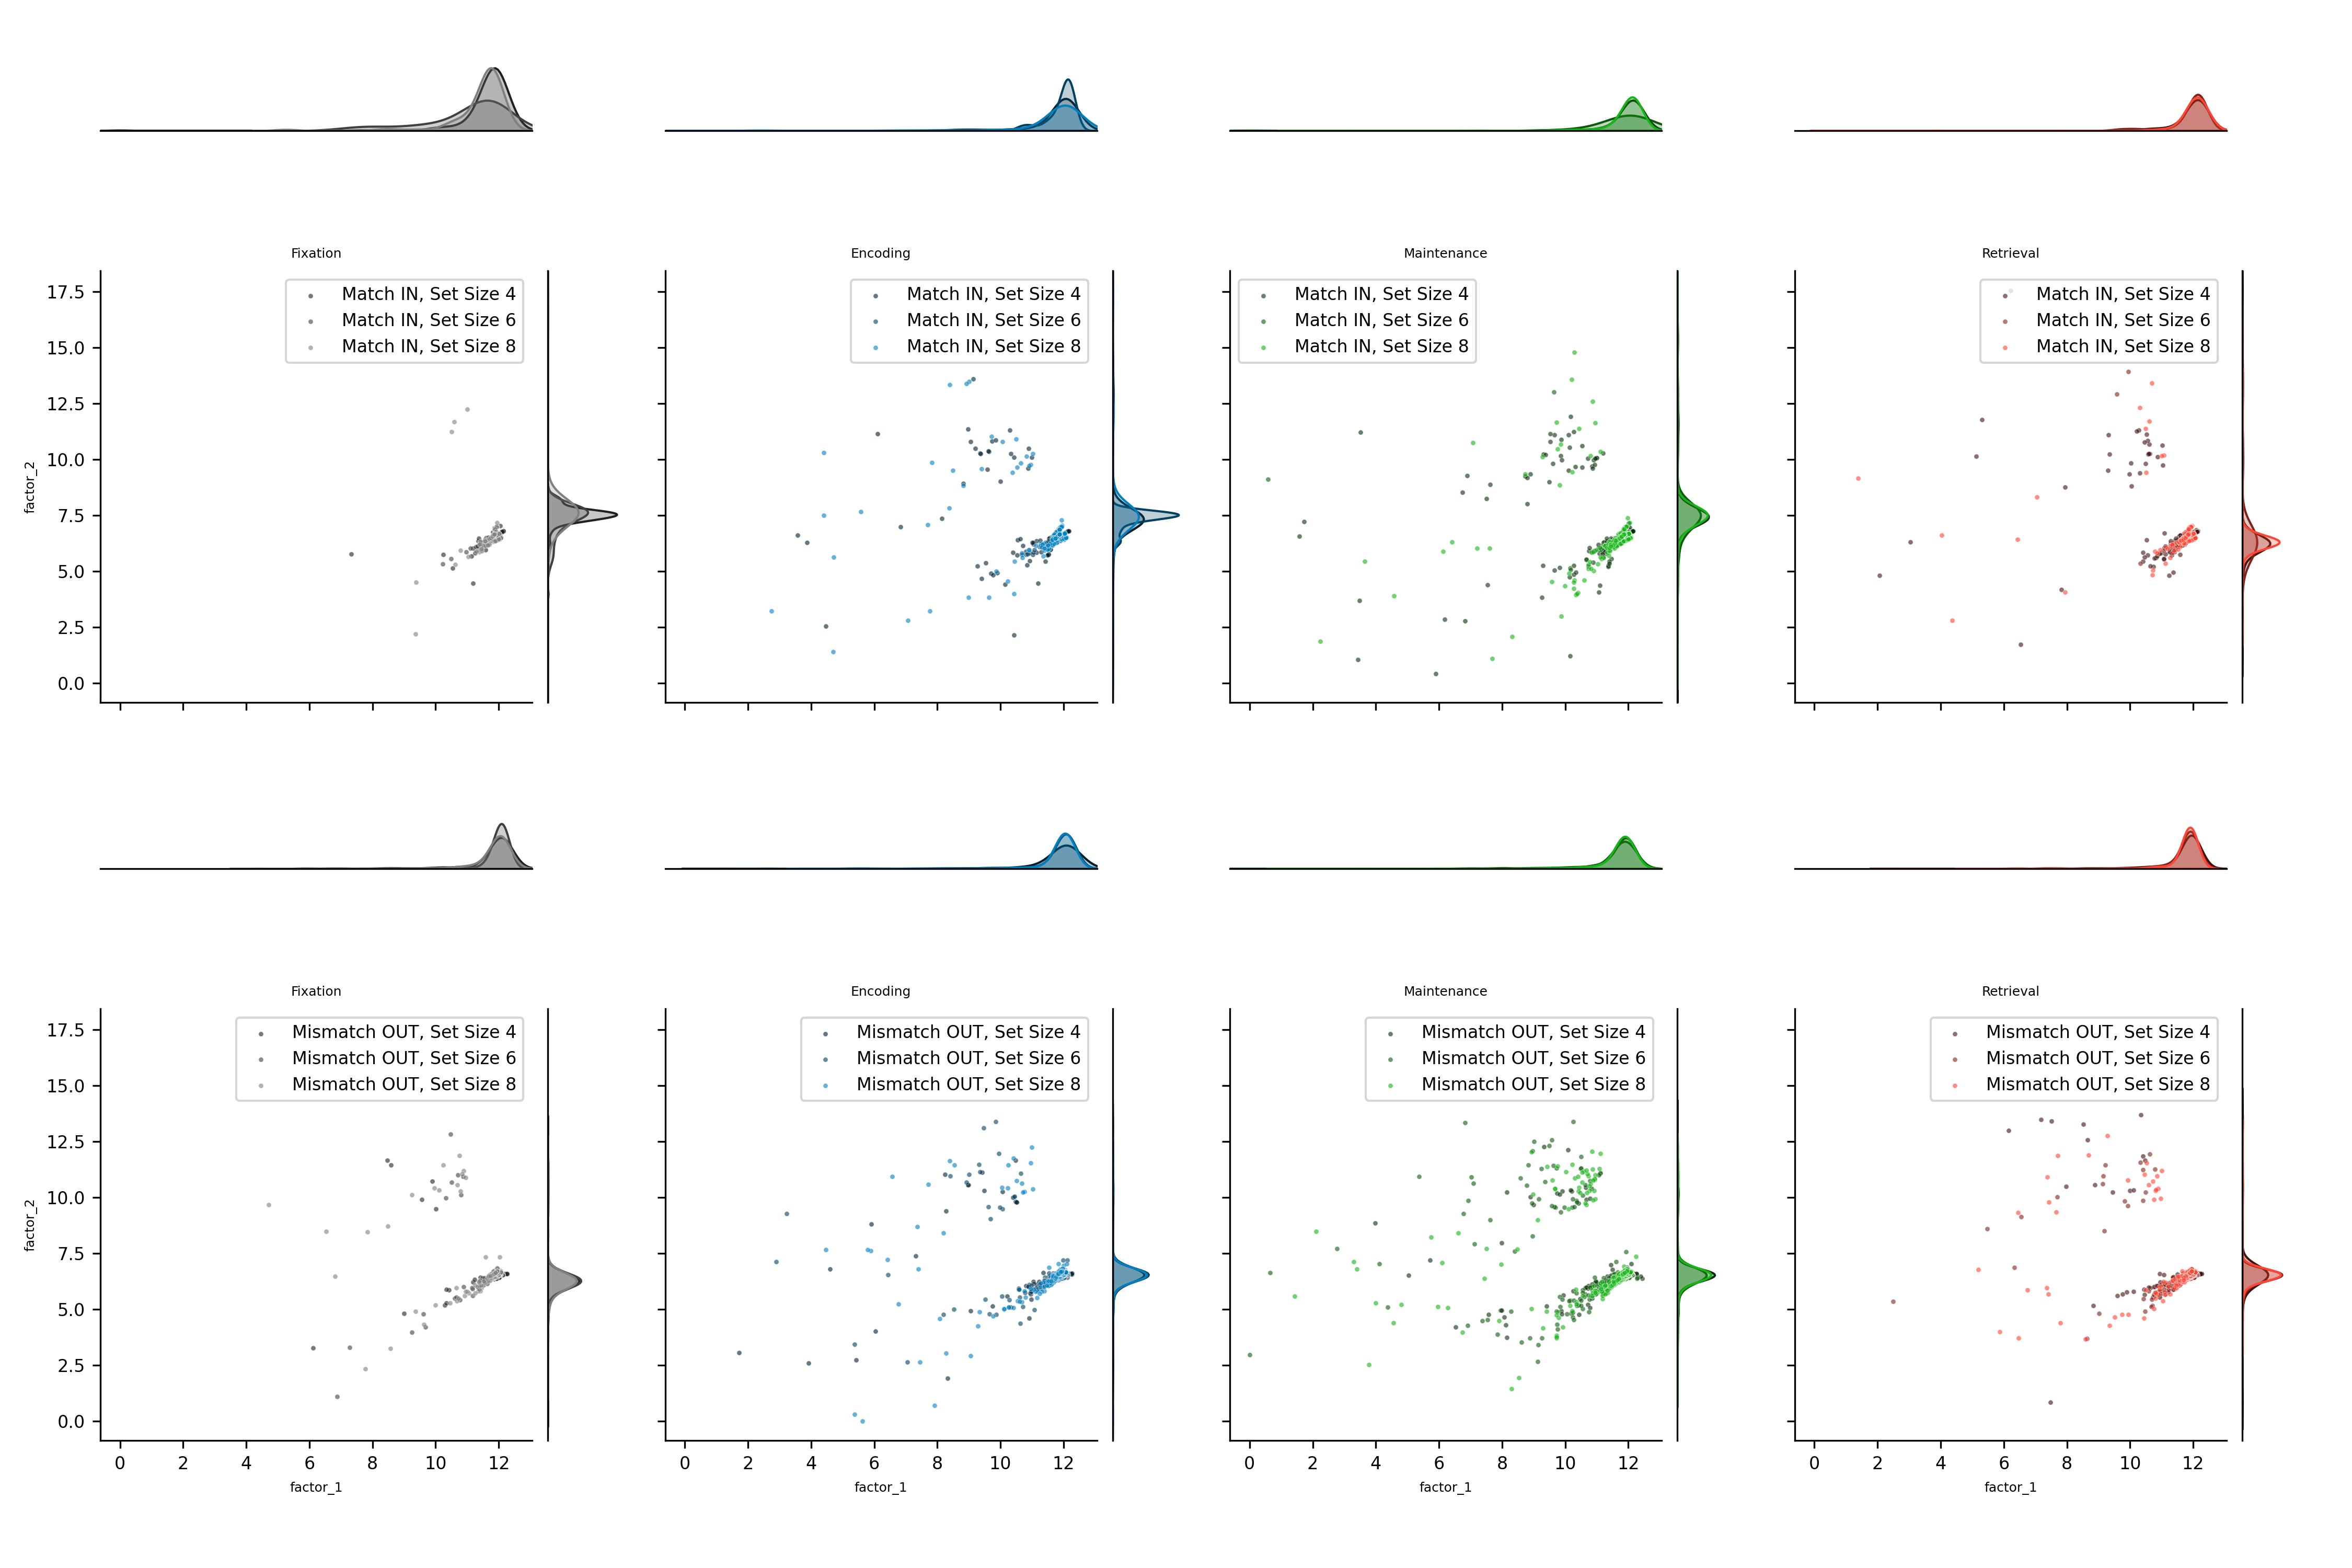 Fixation
Encoding
Maintenance
Retrieval
17.5
15.0
12.5
10.0
7.5
5.0
2.5
0.0
factor_2
Match IN, Set Size 4
Match IN, Set Size 6
Match IN, Set Size 8
Match IN, Set Size 4
Match IN, Set Size 6
Match IN, Set Size 8
Match IN, Set Size 4
Match IN, Set Size 6
Match IN, Set Size 8
Match IN, Set Size 4
Match IN, Set Size 6
Match IN, Set Size 8
Fixation
Encoding
Maintenance
Retrieval
17.5
15.0
12.5
10.0
7.5
5.0
2.5
0.0
factor_2
Mismatch OUT, Set Size 4
Mismatch OUT, Set Size 6
Mismatch OUT, Set Size 8
Mismatch OUT, Set Size 4
Mismatch OUT, Set Size 6
Mismatch OUT, Set Size 8
Mismatch OUT, Set Size 4
Mismatch OUT, Set Size 6
Mismatch OUT, Set Size 8
Mismatch OUT, Set Size 4
Mismatch OUT, Set Size 6
Mismatch OUT, Set Size 8
0 2 4 6 8 10 12
0 2 4 6 8 10 12
0 2 4 6 8 10 12
0 2 4 6 8 10 12
factor_1
factor_1
factor_1
factor_1